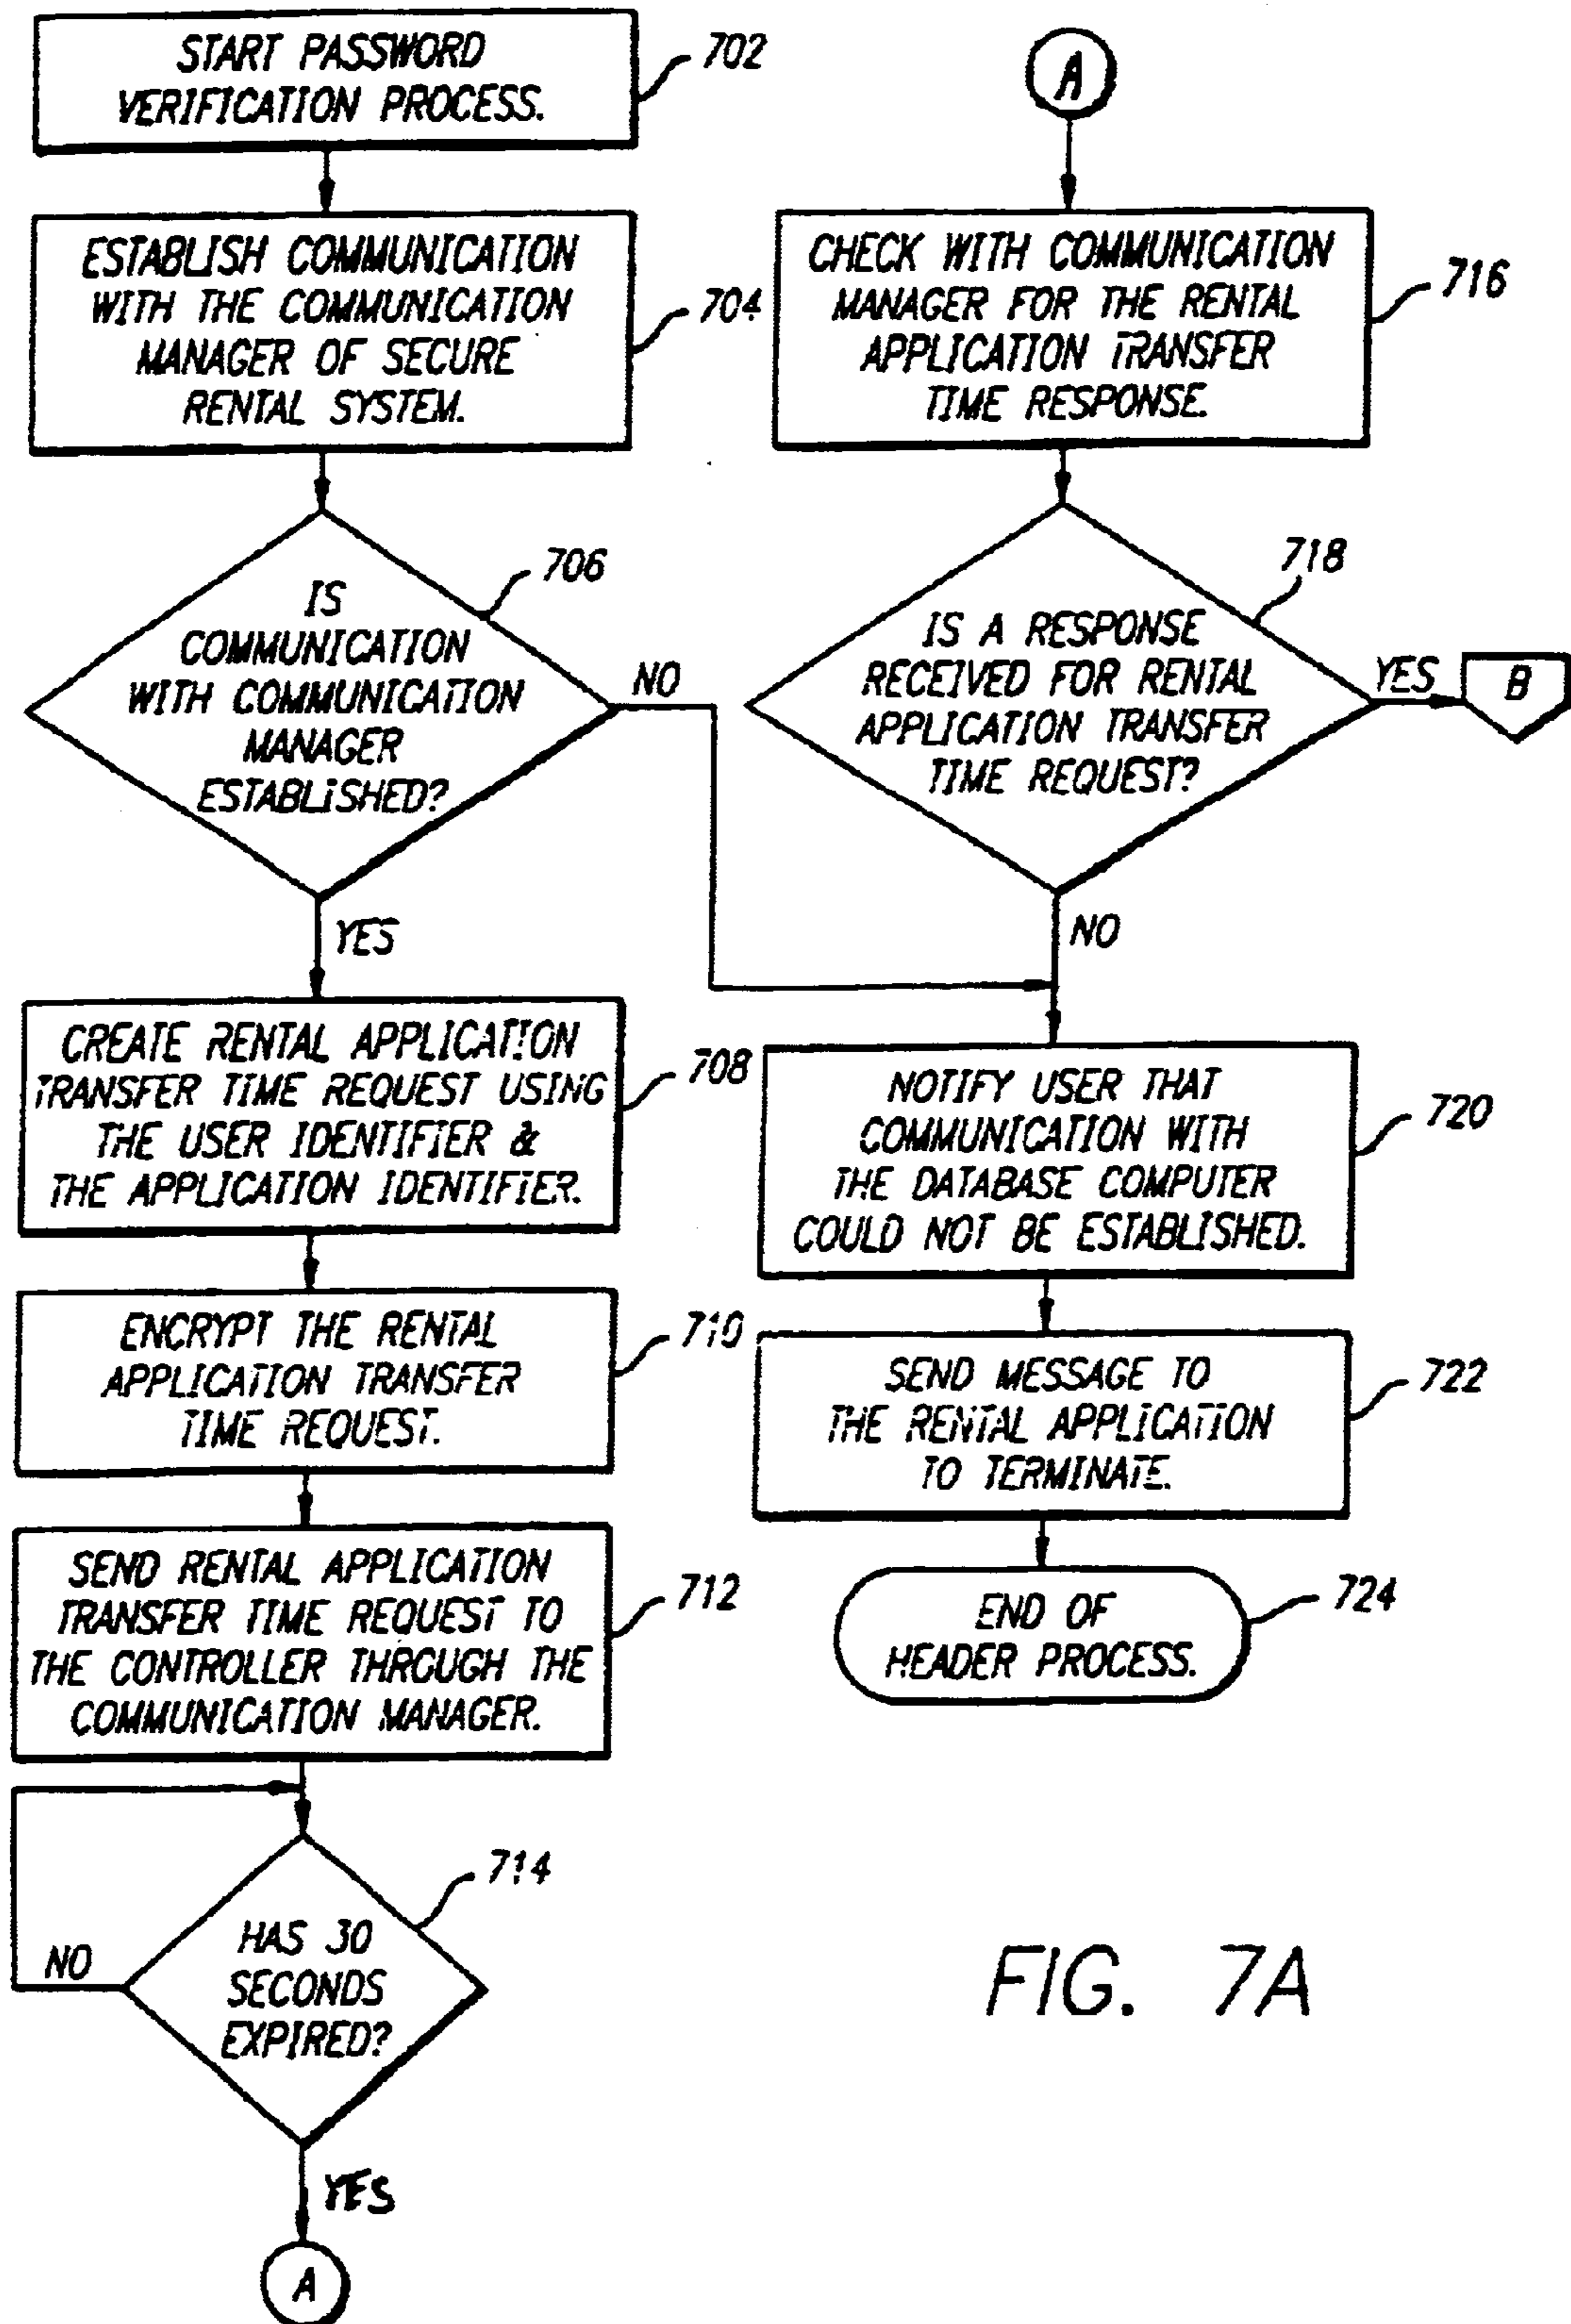 START PASSWORD
VERIFICATION PROCESS.
702
ESTABLISH COMMUNICATION
WITH THE COMMUNICATION
MANAGER OF SECURE
RENTAL SYSTEM.
704
IS
COMMUNICATION
WITH COMMUNICATION
MANAGER
ESTABLISHED?
706
NO
YES
CREATE RENTAL APPLICATION
TRANSFER TIME REQUEST USING
THE USER IDENTIFIER &
THE APPLICATION IDENTIFIER.
708
ENCRYPT THE RENTAL
APPLICATION TRANSFER
TIME REQUEST.
710
SEND RENTAL APPLICATION
TRANSFER TIME REQUEST TO
THE CONTROLLER THROUGH THE
COMMUNICATION MANAGER.
712
HAS 30
SECONDS
EXPIRED?
714
NO
YES
A
A
CHECK WITH COMMUNICATION
MANAGER FOR THE RENTAL
APPLICATION TRANSFER
TIME RESPONSE.
716
IS A RESPONSE
RECEIVED FOR RENTAL
APPLICATION TRANSFER
TIME REQUEST?
718
YES
B
NO
NOTIFY USER THAT
COMMUNICATION WITH
THE DATABASE COMPUTER
COULD NOT BE ESTABLISHED.
720
SEND MESSAGE TO
THE RENTAL APPLICATION
TO TERMINATE.
722
END OF
HEADER PROCESS.
724
FIG. 7A